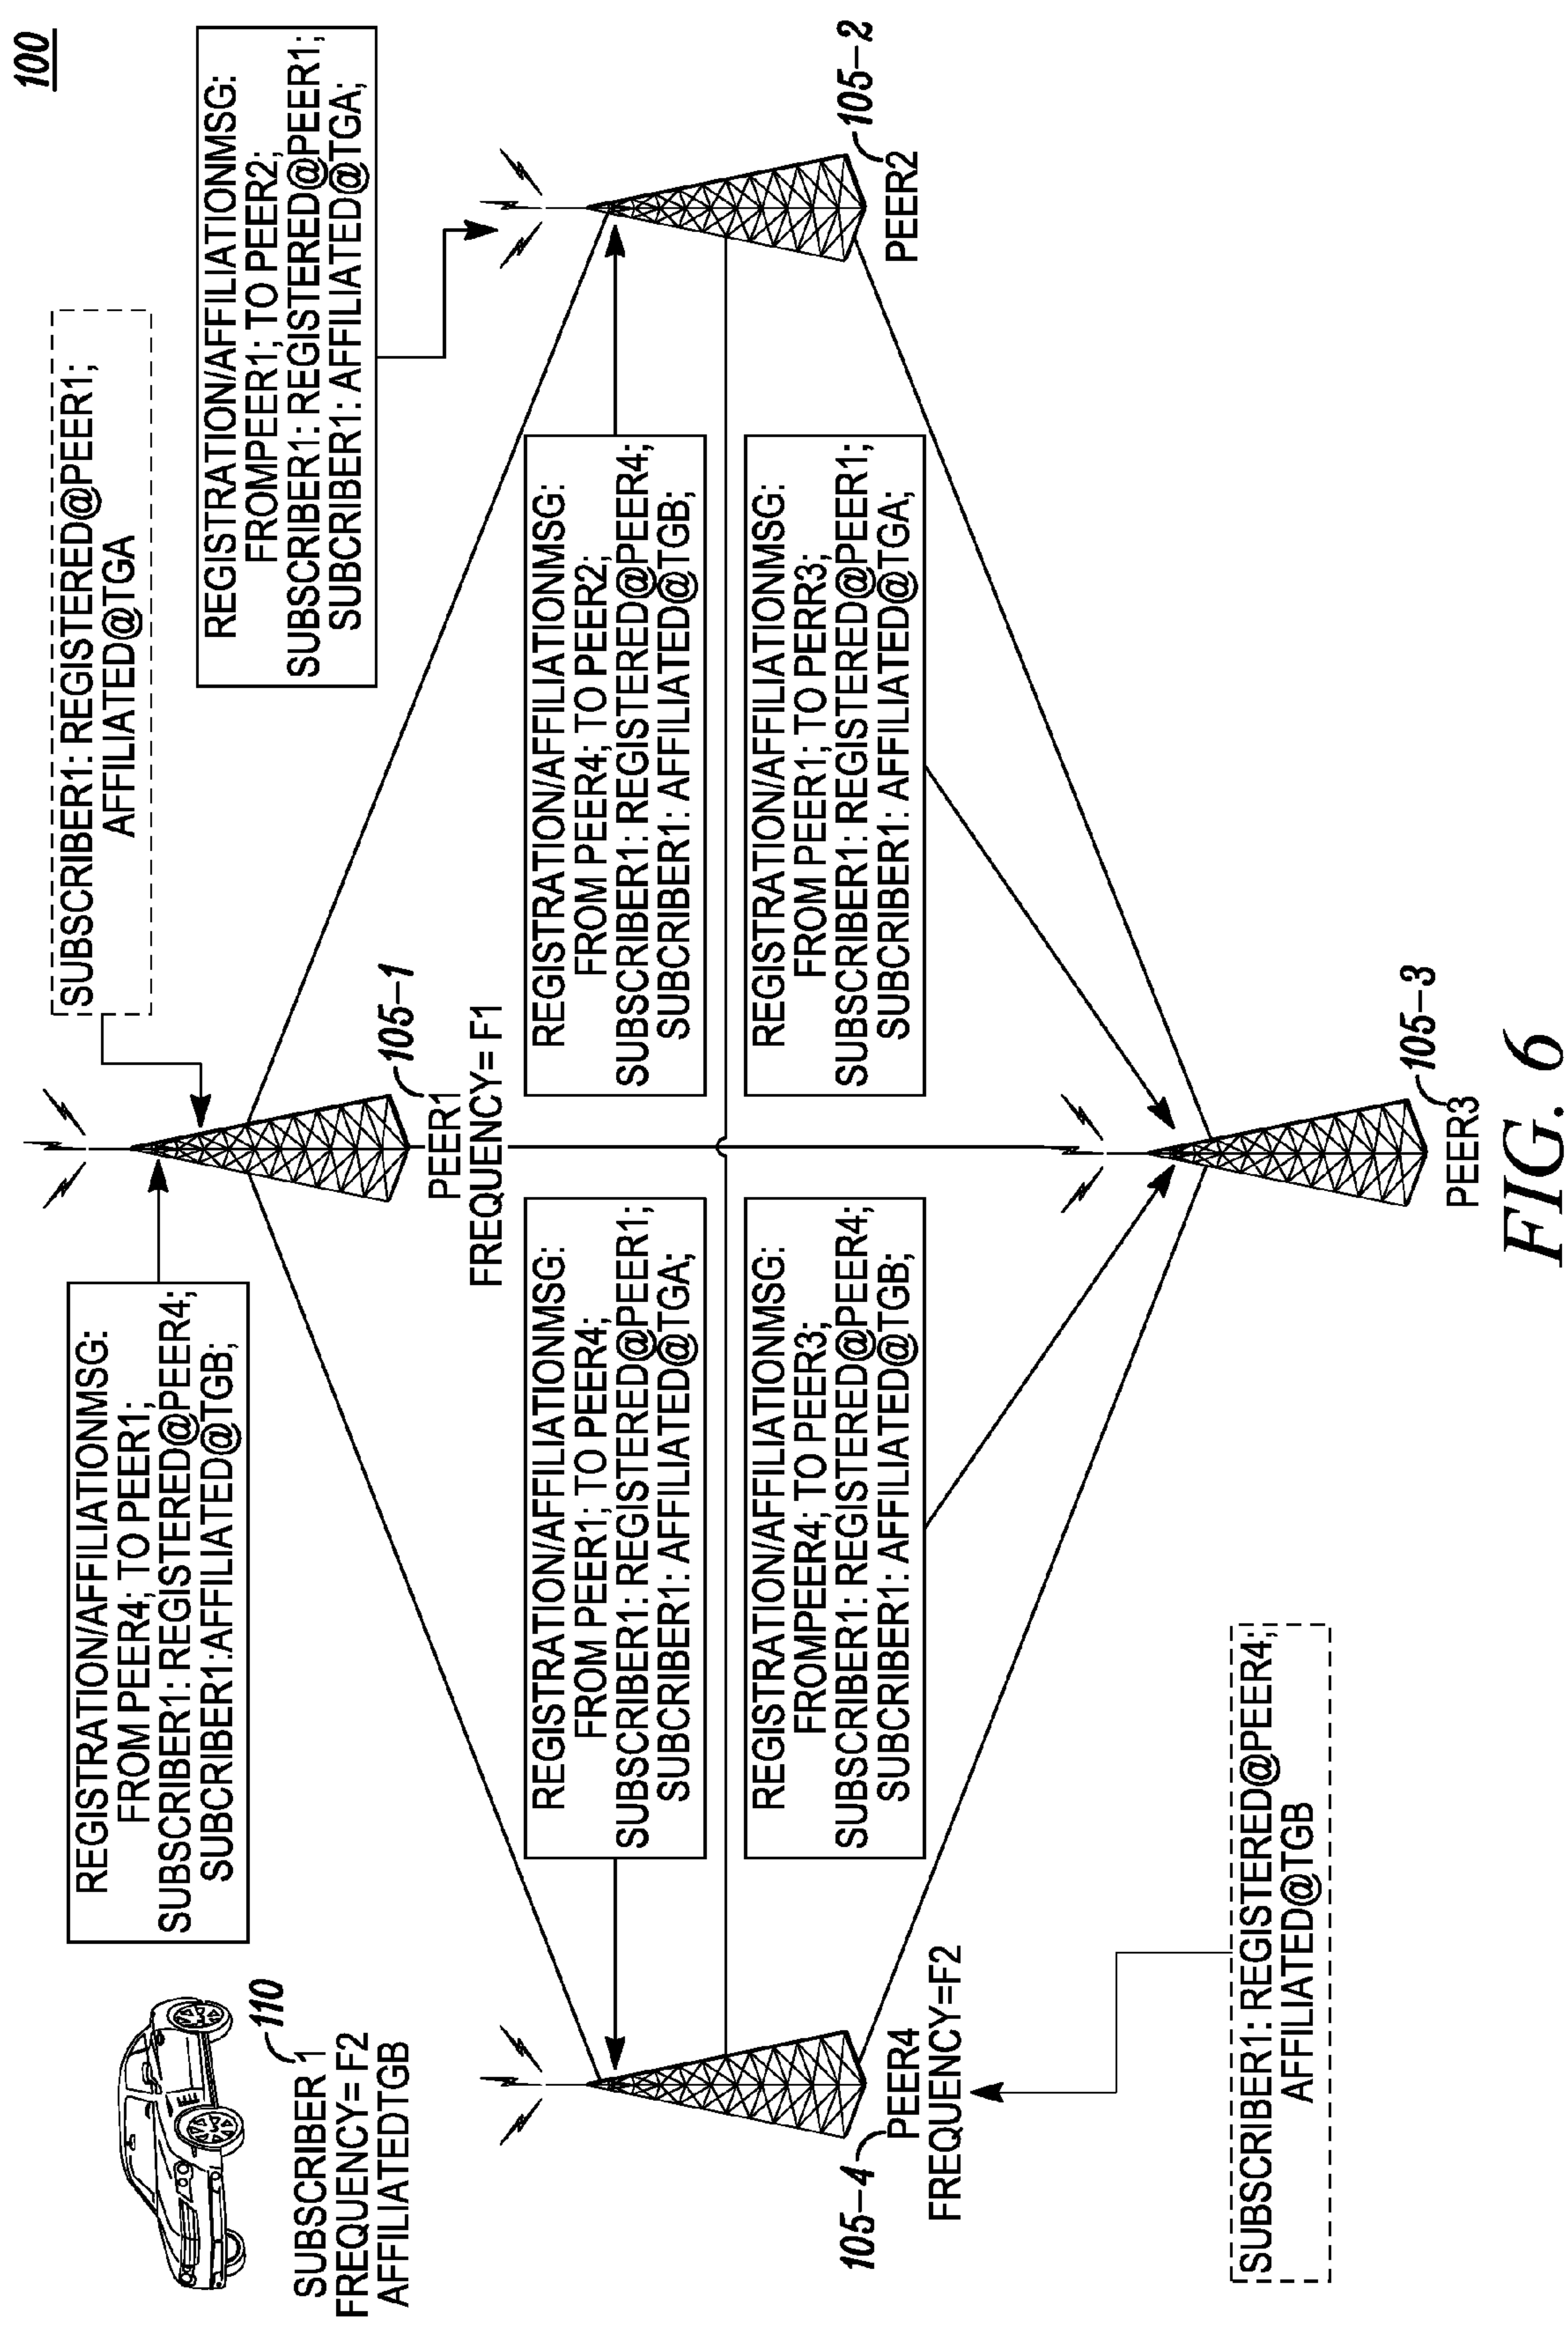 100
SUBSCRIBER1: REGISTERED@PEER1;
AFFILIATED@TGA
REGISTRATION/AFFILIATIONMSG:
FROM PEER4; TO PEER1;
SUBSCRIBER1: REGISTERED@PEER4;
SUBCRIBER1:AFFILIATED@TGB;
REGISTRATION/AFFILIATIONMSG:
FROMPEER1; TO PEER2;
SUBSCRIBER1: REGISTERED@PEER1;
SUBCRIBER1: AFFILIATED@TGA;
110
SUBSCRIBER 1
FREQUENCY= F2
AFFILIATEDTGB
105-1
PEER1
FREQUENCY= F1
REGISTRATION/AFFILIATIONMSG:
FROM PEER1; TO PEER4;
SUBSCRIBER1: REGISTERED@PEER1;
SUBCRIBER1: AFFILIATED@TGA;
REGISTRATION/AFFILIATIONMSG:
FROM PEER4; TO PEER2;
SUBSCRIBER1: REGISTERED@PEER4;
SUBCRIBER1: AFFILIATED@TGB;
REGISTRATION/AFFILIATIONMSG:
FROMPEER4; TO PEER3;
SUBSCRIBER1: REGISTERED@PEER4;
SUBCRIBER1: AFFILIATED@TGB;
REGISTRATION/AFFILIATIONMSG:
FROM PEER1; TO PERR3;
SUBSCRIBER1: REGISTERED@PEER1;
SUBCRIBER1: AFFILIATED@TGA;
105-4
PEER4
FREQUENCY=F2
105-2
PEER2
SUBSCRIBER1: REGISTERED@PEER4;
AFFILIATED@TGB
105-3
PEER3
FIG. 6